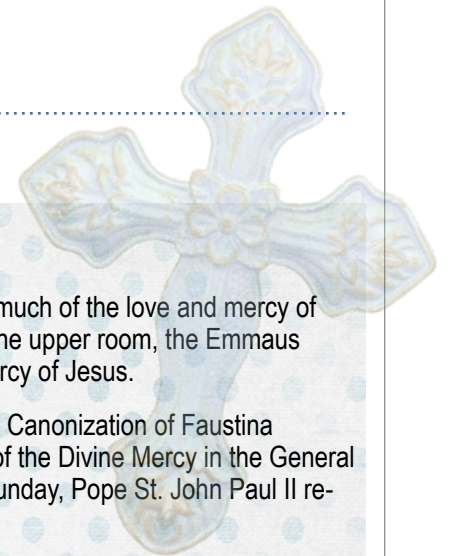 much of the love and mercy of
he upper room, the Emmaus
rcy of Jesus.
Canonization of Faustina
of the Divine Mercy in the General
unday, Pope St. John Paul II re-